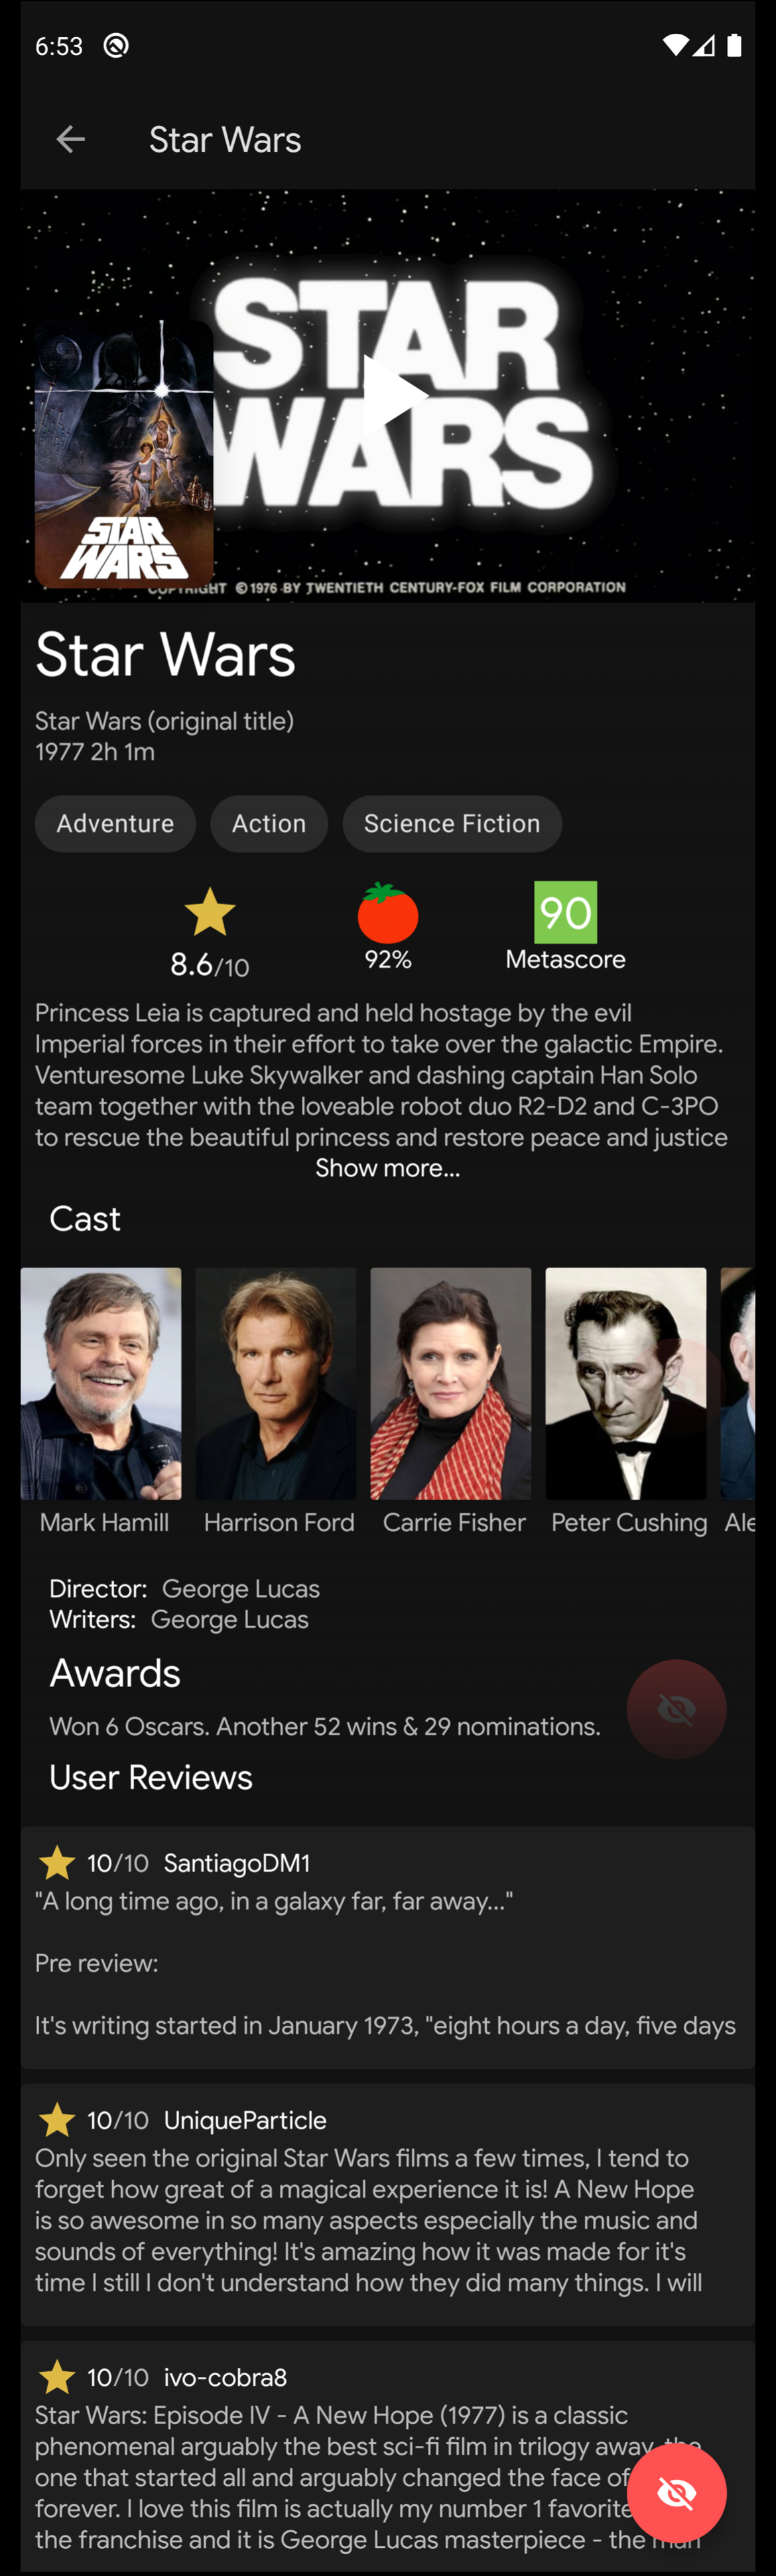 6:53
Star Wars
STAR
WARS
STAR
WARS
COPYRIGHT ©1976 BY TWENTIETH CENTURY-FOX FILM CORPORATION
Star Wars
Star Wars (original title)
1977 2h 1m
Adventure Action Science Fiction
90
8.6/10 92% Metascore
Princess Leia is captured and held hostage by the evil
Imperial forces in their effort to take over the galactic Empire.
Venturesome Luke Skywalker and dashing captain Han Solo
team together with the loveable robot duo R2-D2 and C-3PO
to rescue the beautiful princess and restore peace and justice
Show more...
Cast
Mark Hamill Harrison Ford Carrie Fisher Peter Cushing Ale
Director: George Lucas
Writers: George Lucas
Awards
Won 6 Oscars. Another 52 wins & 29 nominations.
User Reviews
10/10 SantiagoDM1
"A long time ago, in a galaxy far, far away..."
Pre review:
It's writing started in January 1973, "eight hours a day, five days
10/10 UniqueParticle
Only seen the original Star Wars films a few times, I tend to
forget how great of a magical experience it is! A New Hope
is so awesome in so many aspects especially the music and
sounds of everything! It's amazing how it was made for it's
time I still I don't understand how they did many things. I will
10/10 ivo-cobra8
Star Wars: Episode IV - A New Hope (1977) is a classic
phenomenal arguably the best sci-fi film in trilogy away, the
one that started all and arguably changed the face of
forever. I love this film is actually my number 1 favorite
the franchise and it is George Lucas masterpiece - the man